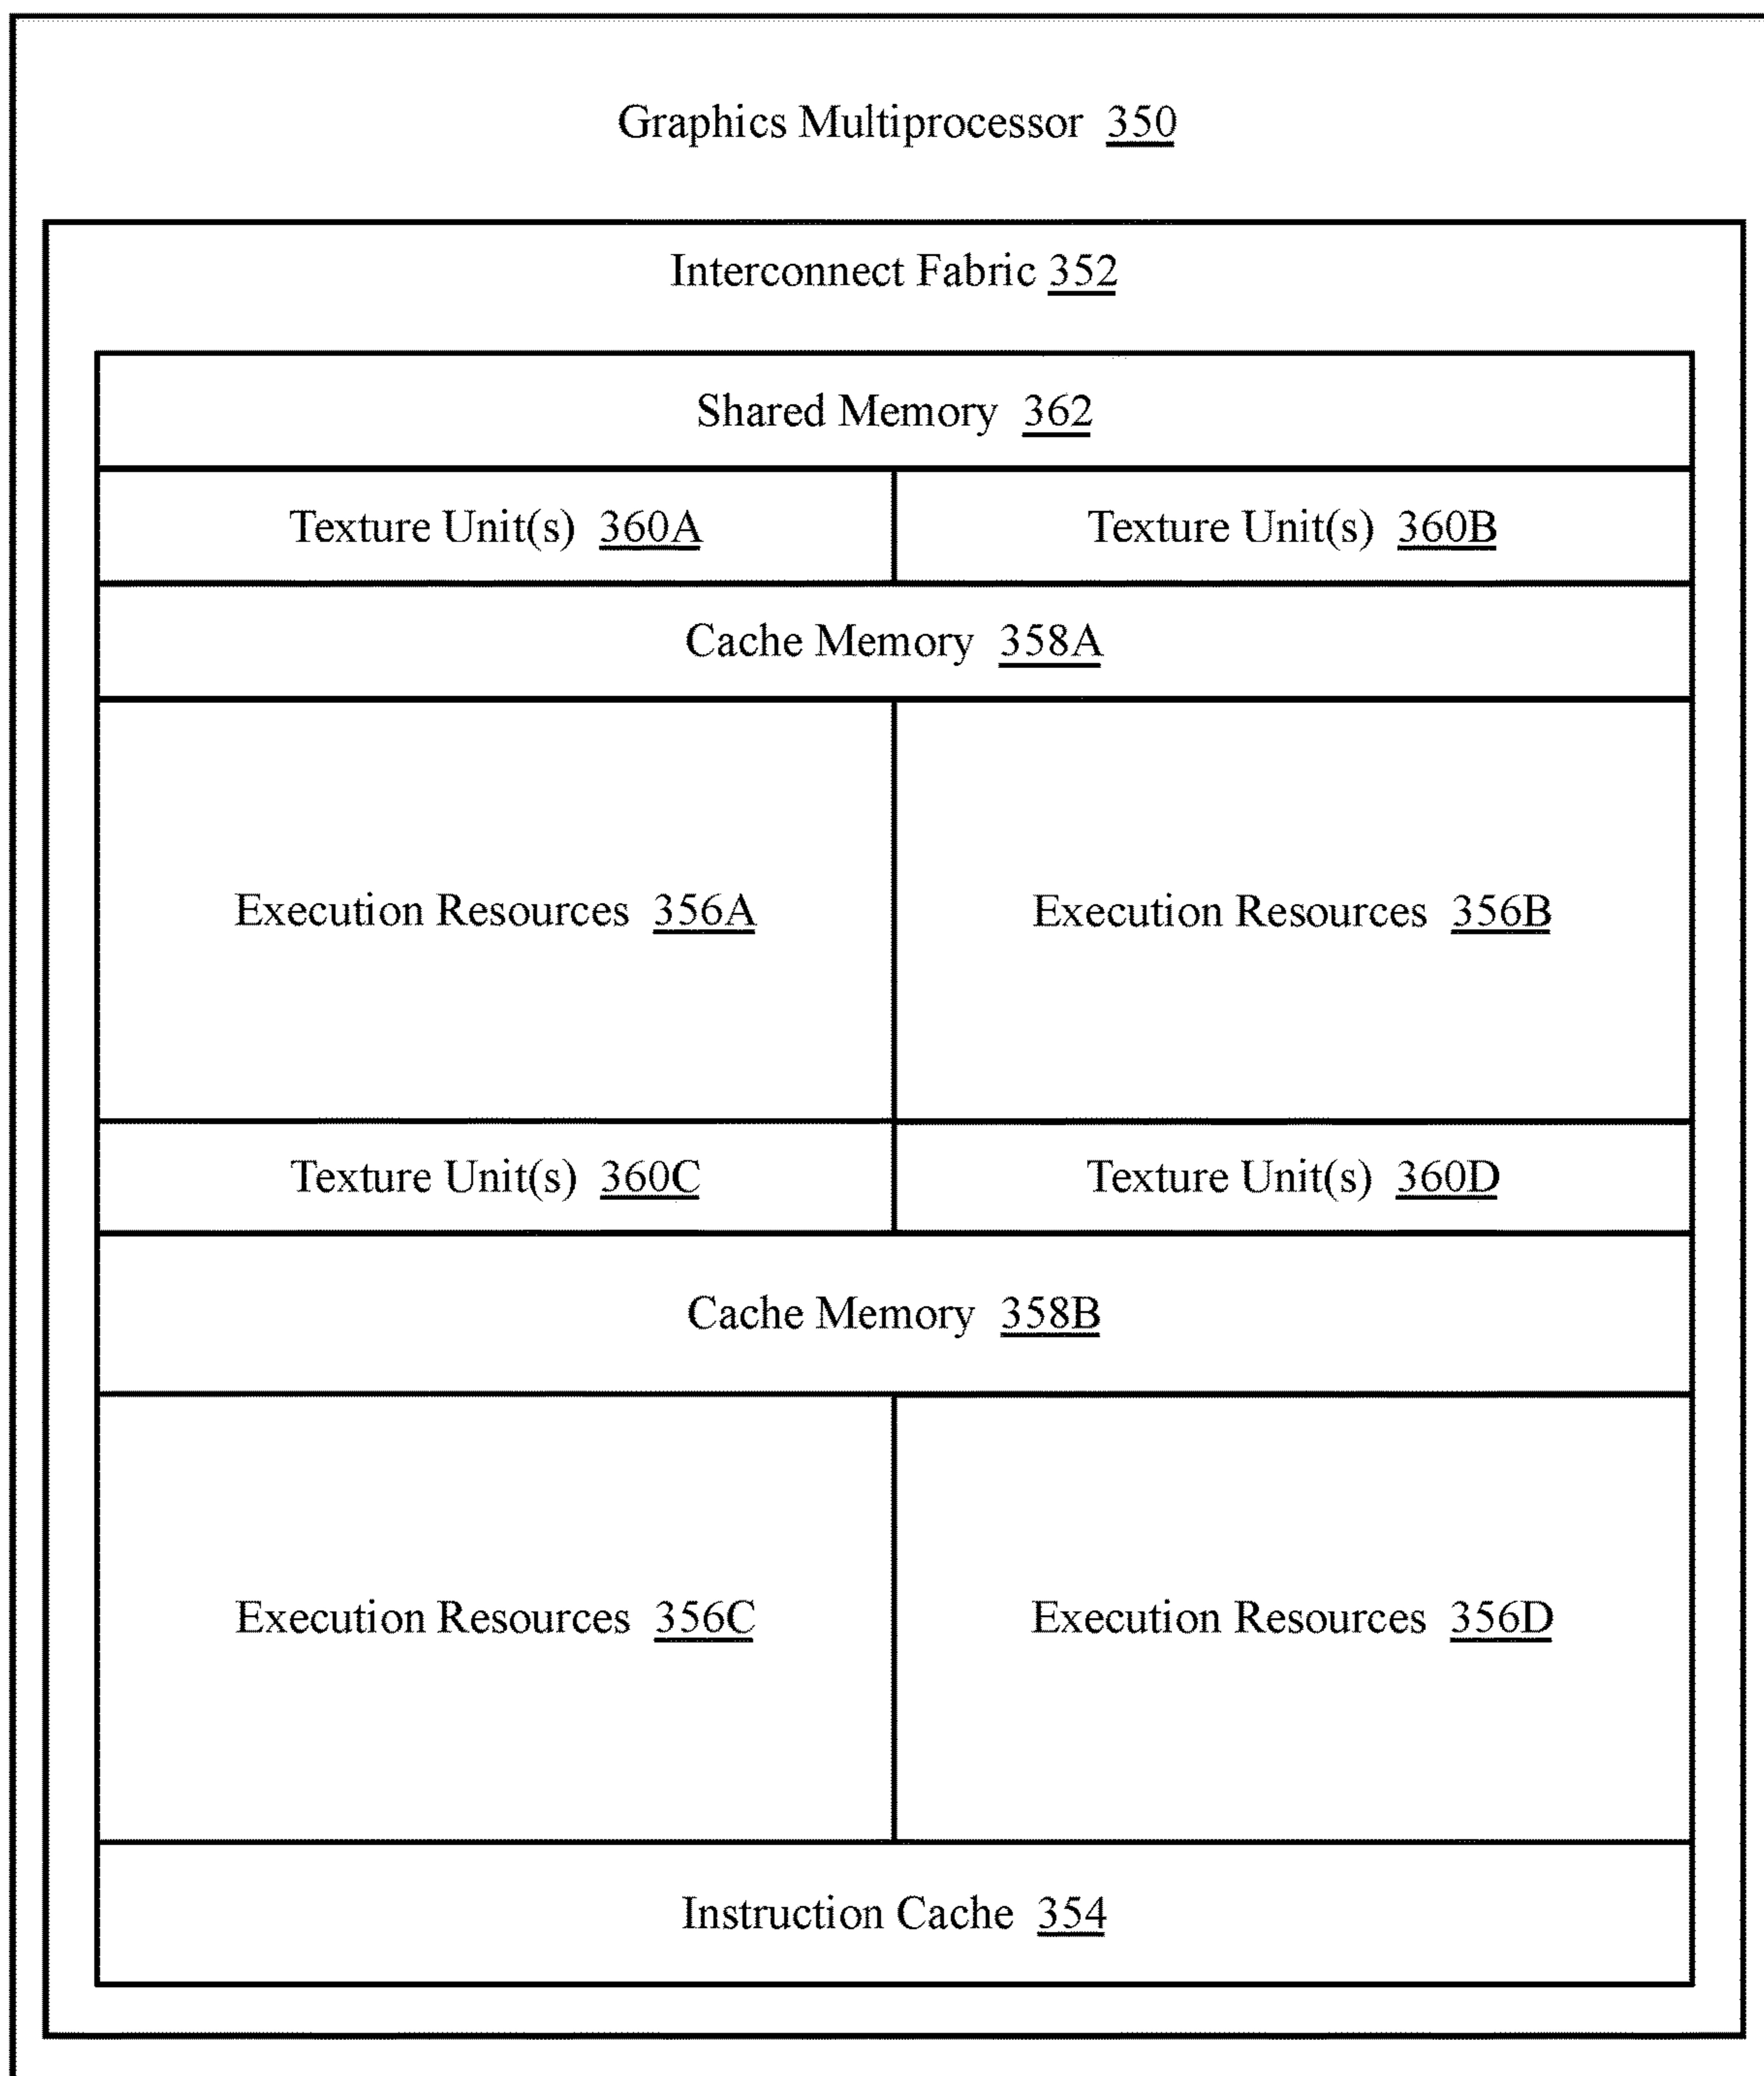 Graphics Multiprocessor 350
Interconnect Fabric 352
Shared Memory 362
Texture Unit(s) 360A Texture Unit(s) 360B
Cache Memory 358A
Execution Resources 356A Execution Resources 356B
Texture Unit(s) 360C Texture Unit(s) 360D
Cache Memory 358B
Execution Resources 356C Execution Resources 356D
Instruction Cache 354